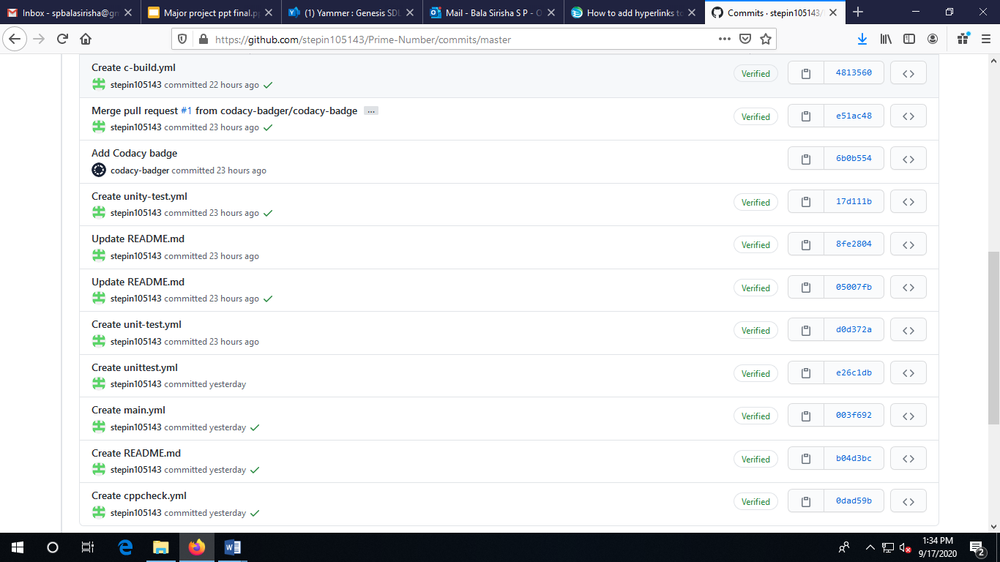 Inbox - spbalasirisha@gm
Major project ppt final.p
(1) Yammer : Genesis SDL
Mail - Bala Sirisha S P - O
How to add hyperlinks to
Commits · stepin105143/
https://github.com/stepin105143/Prime-Number/commits/master
Create c-build.yml
stepin105143 committed 22 hours ago
Verified
4813560
Merge pull request #1 from codacy-badger/codacy-badge ...
stepin105143 committed 23 hours ago
Verified
e51ac48
Add Codacy badge
codacy-badger committed 23 hours ago
6b0b554
Create unity-test.yml
stepin105143 committed 23 hours ago
Verified
17d111b
Update README.md
stepin105143 committed 23 hours ago
Verified
8fe2804
Update README.md
stepin105143 committed 23 hours ago
Verified
05007fb
Create unit-test.yml
stepin105143 committed 23 hours ago
Verified
d0d372a
Create unittest.yml
stepin105143 committed yesterday
Verified
e26c1db
Create main.yml
stepin105143 committed yesterday
Verified
003f692
Create README.md
stepin105143 committed yesterday
Verified
b04d3bc
Create cppcheck.yml
stepin105143 committed yesterday
Verified
0dad59b
1:34 PM
9/17/2020
2